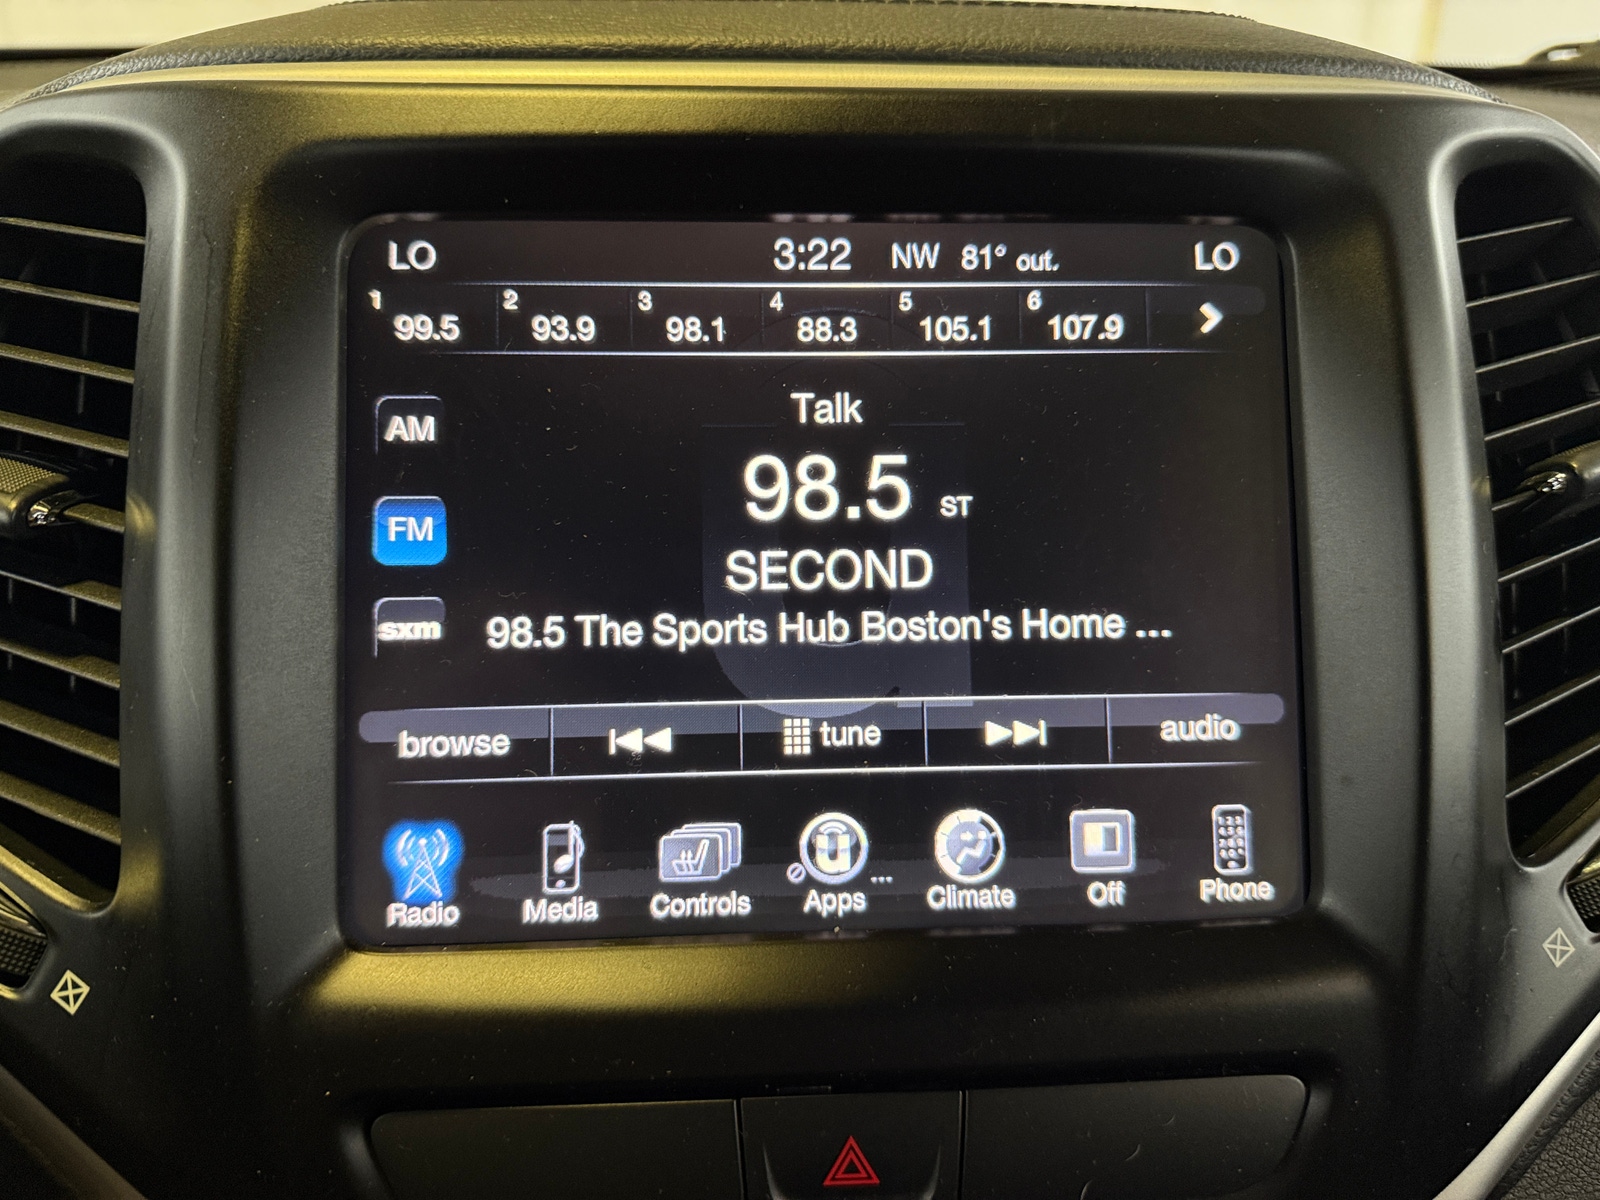 LO 3:22 NW 81° out. LO
1 99.5 2 93.9 3 98.1 4 88.3 5 105.1 6 107.9
Talk
AM
98.5 ST
FM
SECOND
sxm
98.5 The Sports Hub Boston's Home ...
browse tune audio
Radio Media Controls Apps ... Climate Off Phone